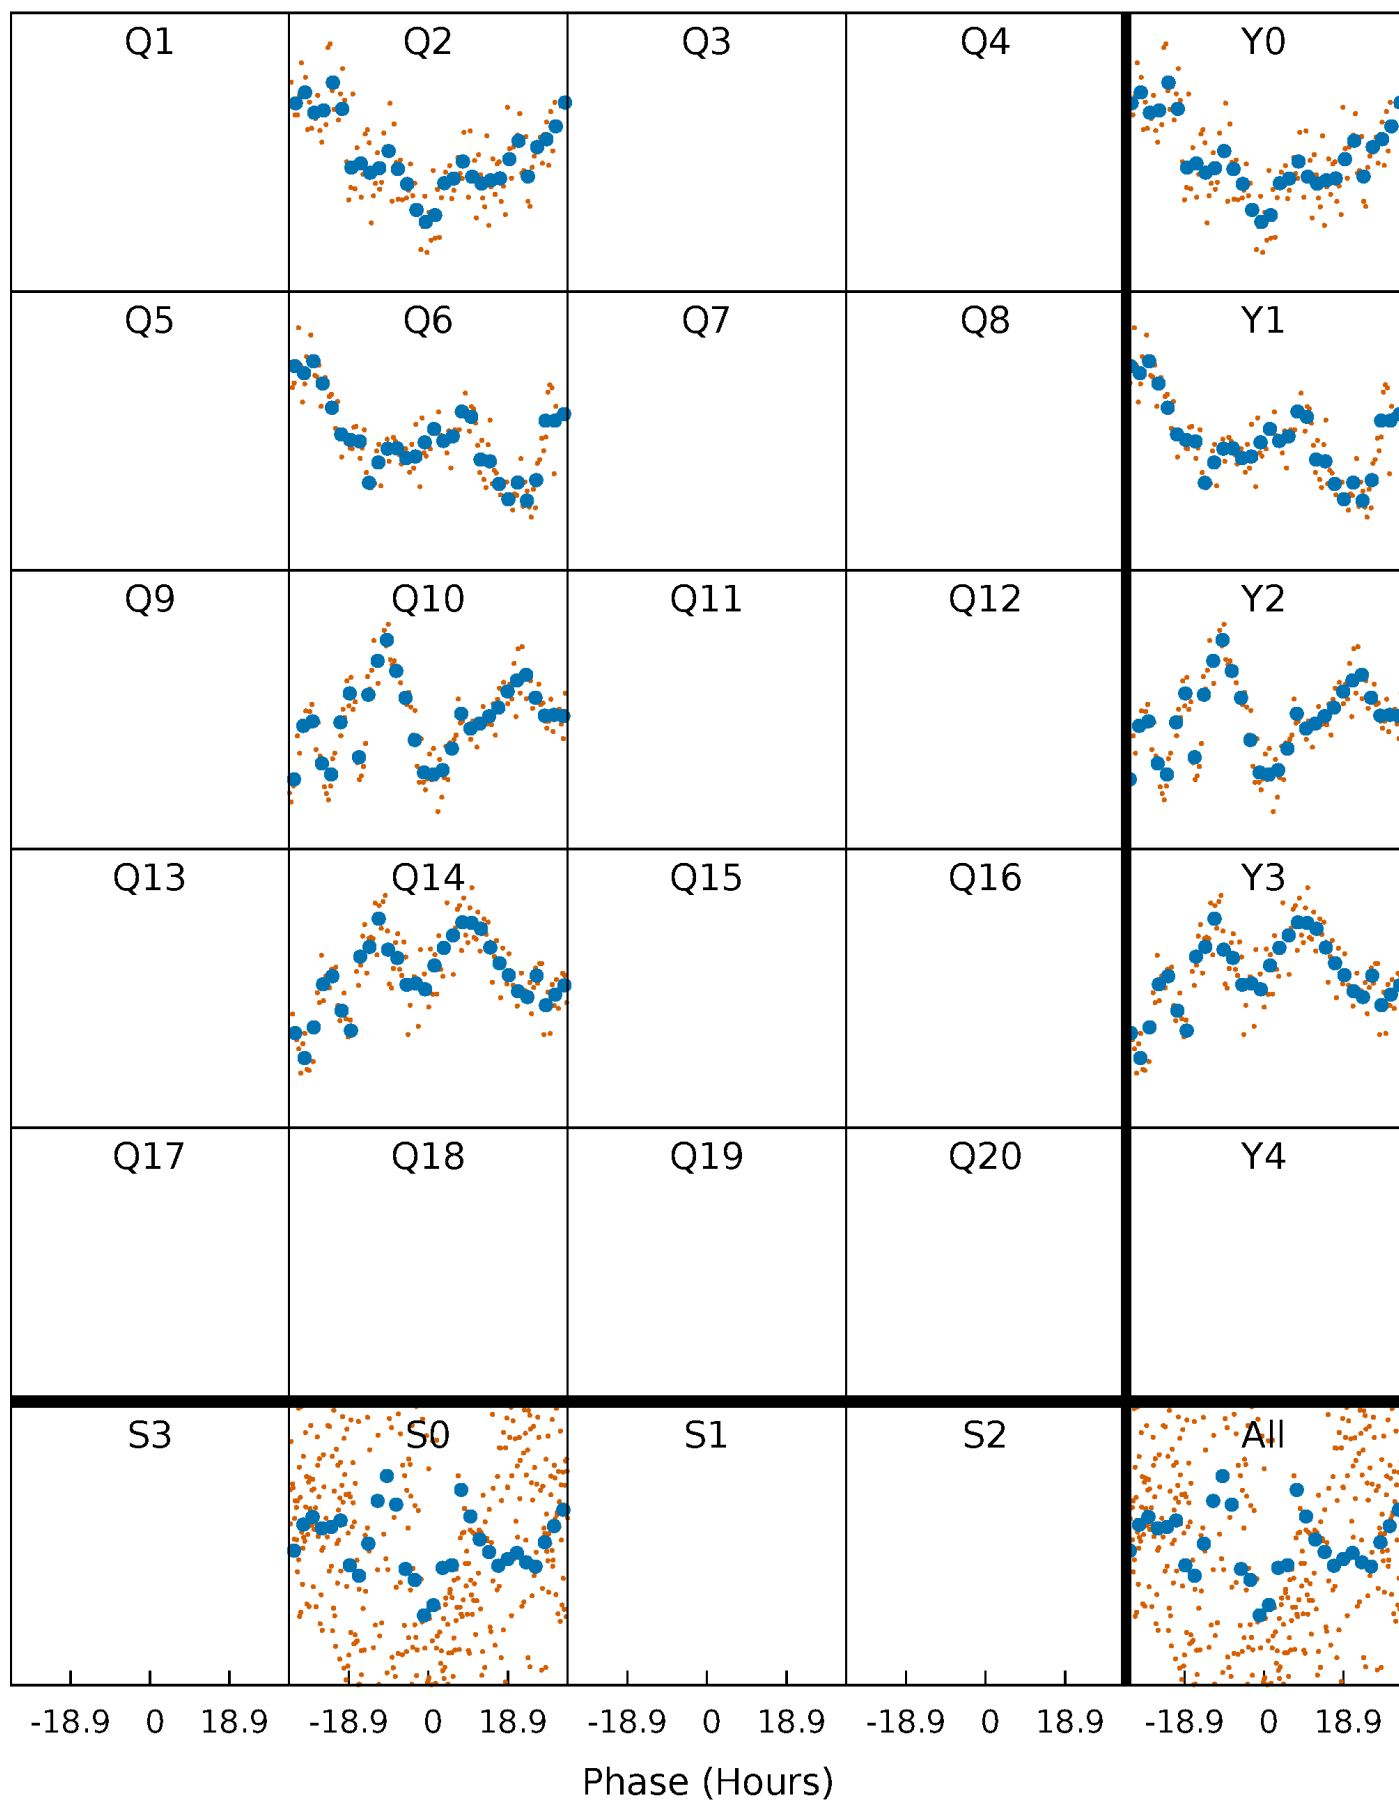 Q1 Q2 Q3 Q4 Y0
Q5 Q6 Q7 Q8 Y1
Q9 Q10 Q11 Q12 Y2
Q13 Q14 Q15 Q16 Y3
Q17 Q18 Q19 Q20 Y4
S3 S0 S1 S2 All
-18.9 0 18.9 -18.9 0 18.9 -18.9 0 18.9 -18.9 0 18.9 -18.9 0 18.9
Phase (Hours)